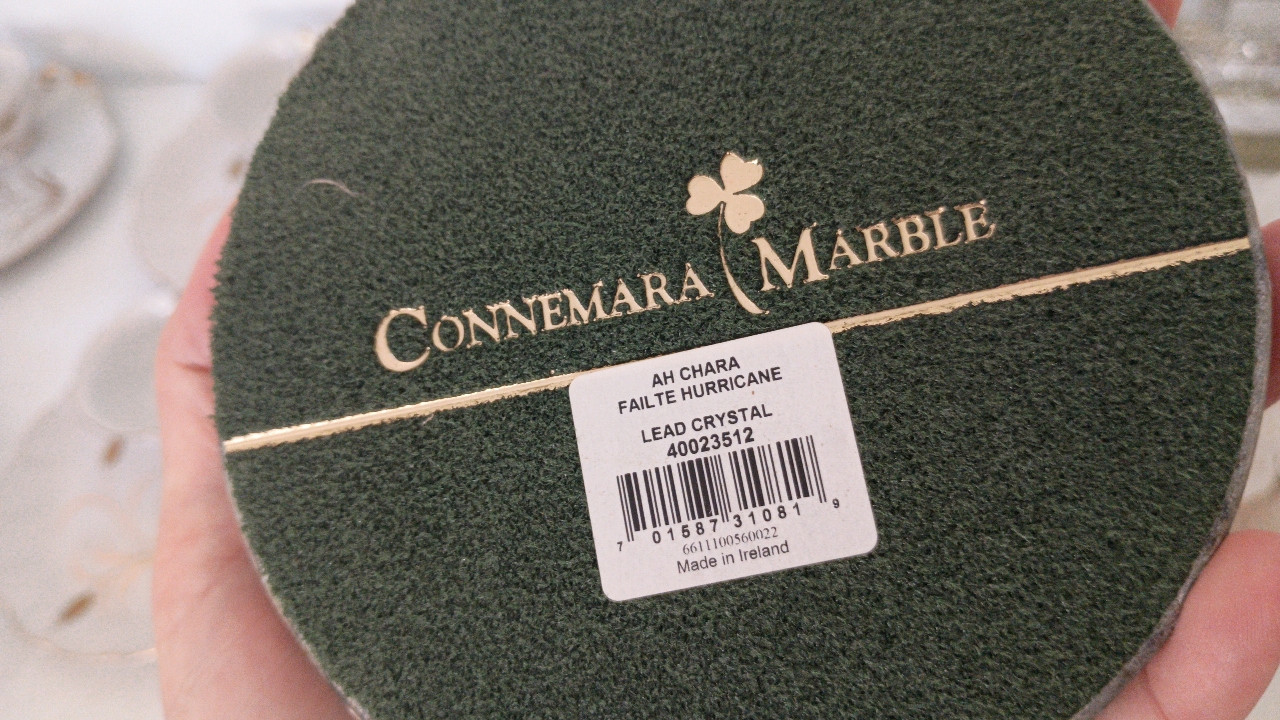 CONNEMARA MARBLE
AH CHARA
FAILTE HURRICANE
LEAD CRYSTAL
40023512
7 01587 31081 9
6611100560022
Made in Ireland